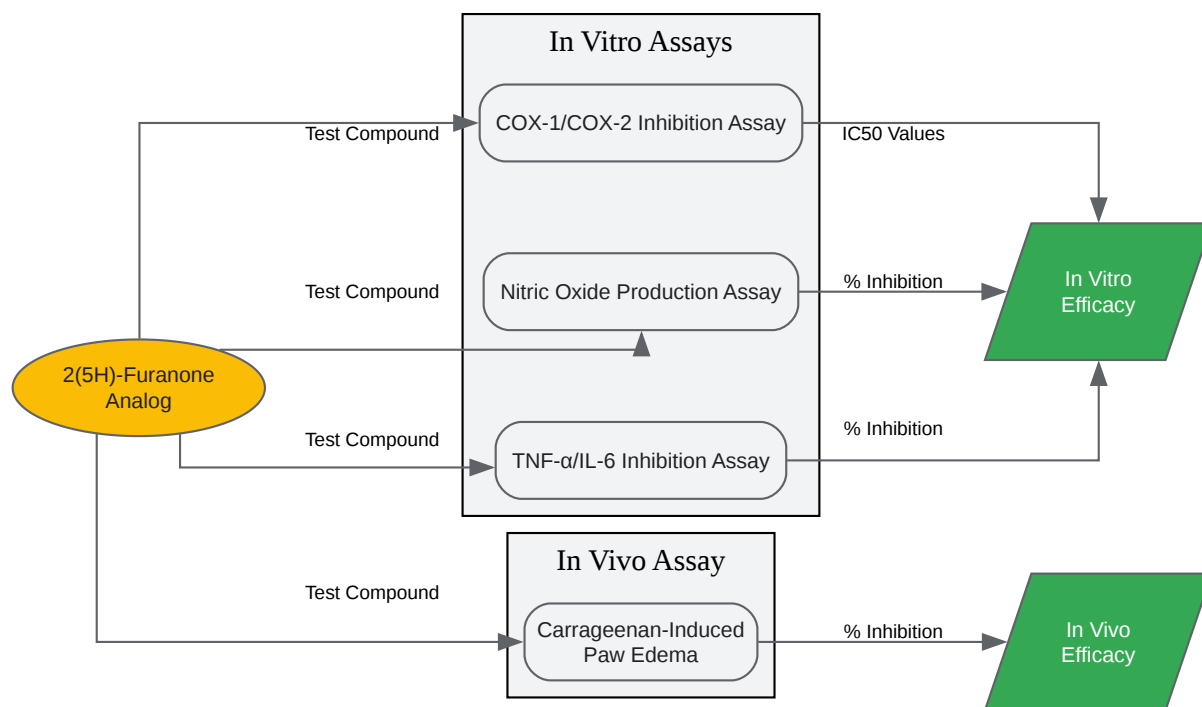 In Vitro Assays
COX-1/COX-2 Inhibition Assay
Test Compound
IC50 Values
Test Compound
Nitric Oxide Production Assay
% Inhibition
In Vitro
Efficacy
2(5H)-Furanone
Analog
Test Compound
TNF-α/IL-6 Inhibition Assay
% Inhibition
In Vivo Assay
Test Compound
Carrageenan-Induced
Paw Edema
% Inhibition
In Vivo
Efficacy